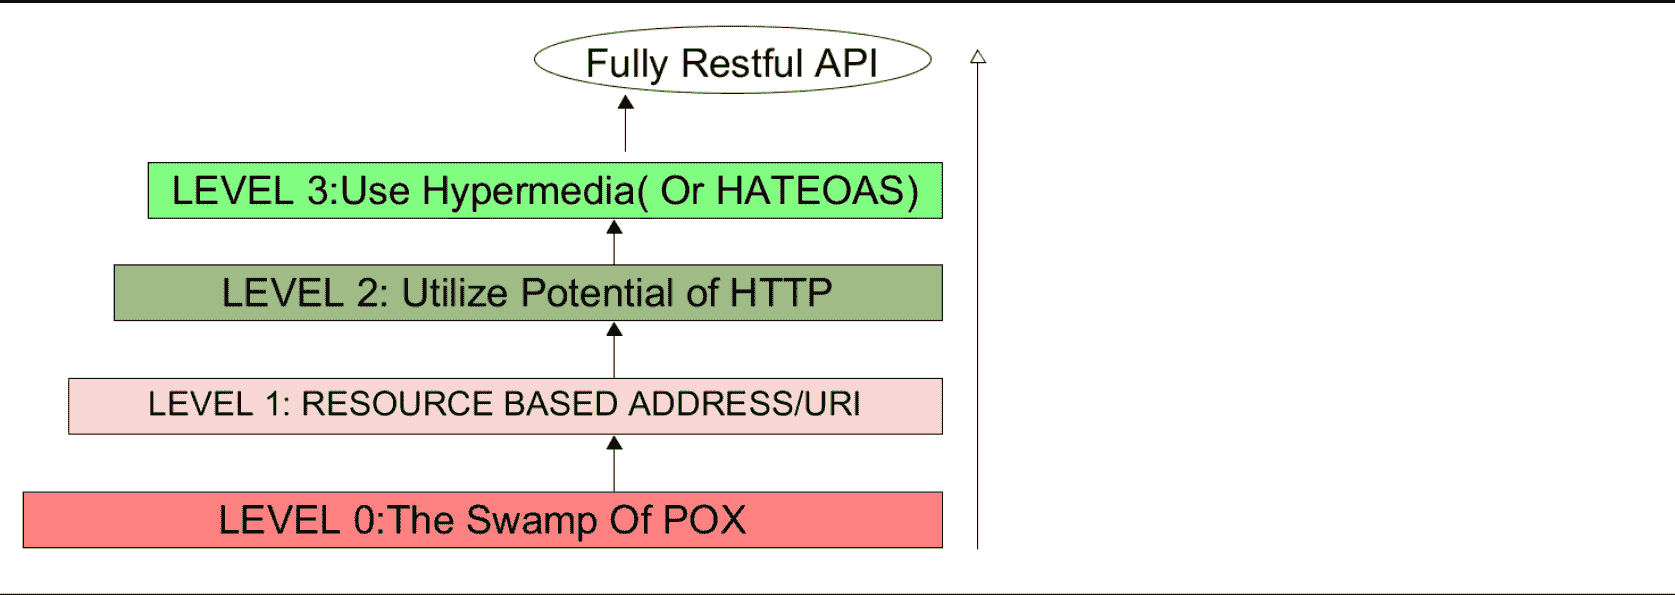 Fully Restful API
LEVEL 3:Use Hypermedia( Or HATEOAS)
LEVEL 2: Utilize Potential of HTTP
LEVEL 1: RESOURCE BASED ADDRESS/URI
LEVEL 0:The Swamp Of POX